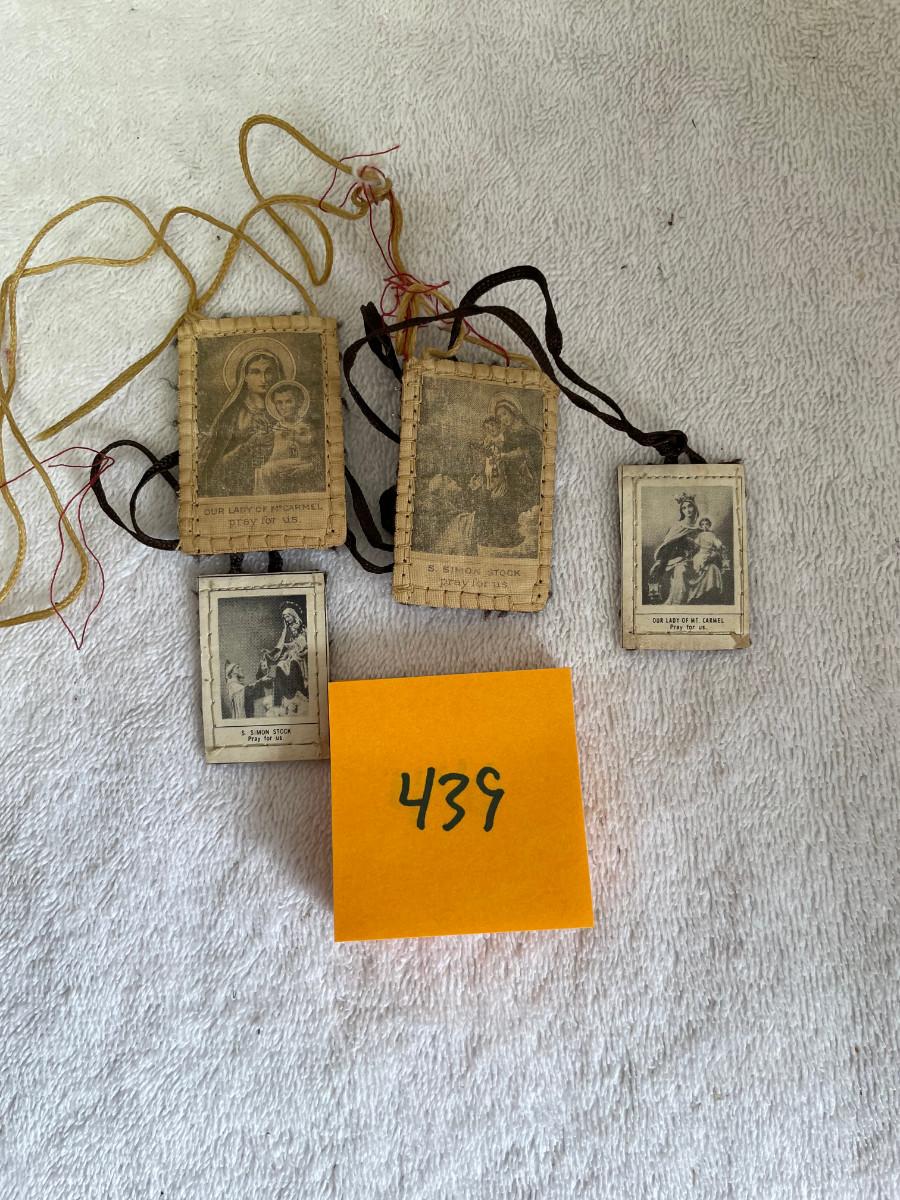 OUR LADY OF MT CARMEL
pray for us.
S. SIMON STOCK
pray for us
OUR LADY OF MT. CARMEL
Pray for us.
S. SIMON STOCK
Pray for us.
439